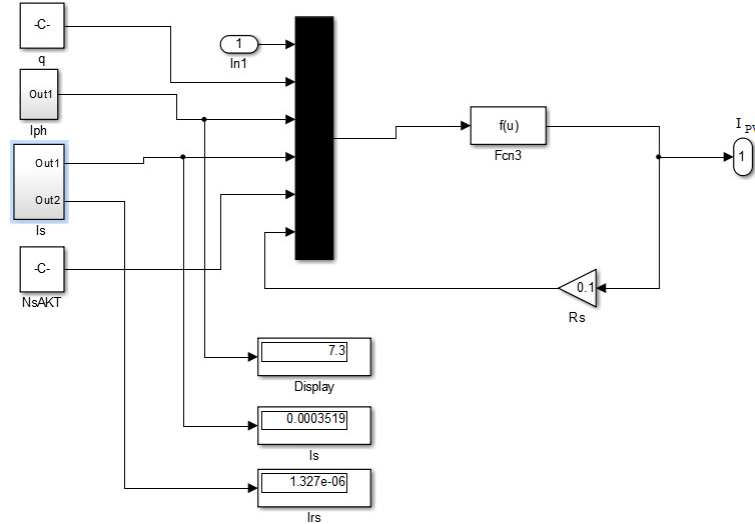 -C-
q
1
In1
Out1
Iph
Out1
Out2
Is
-C-
NsAKT
f(u)
Fcn3
I PV
1
0.1
Rs
7.3
Display
0.0003519
Is
1.327e-06
Irs